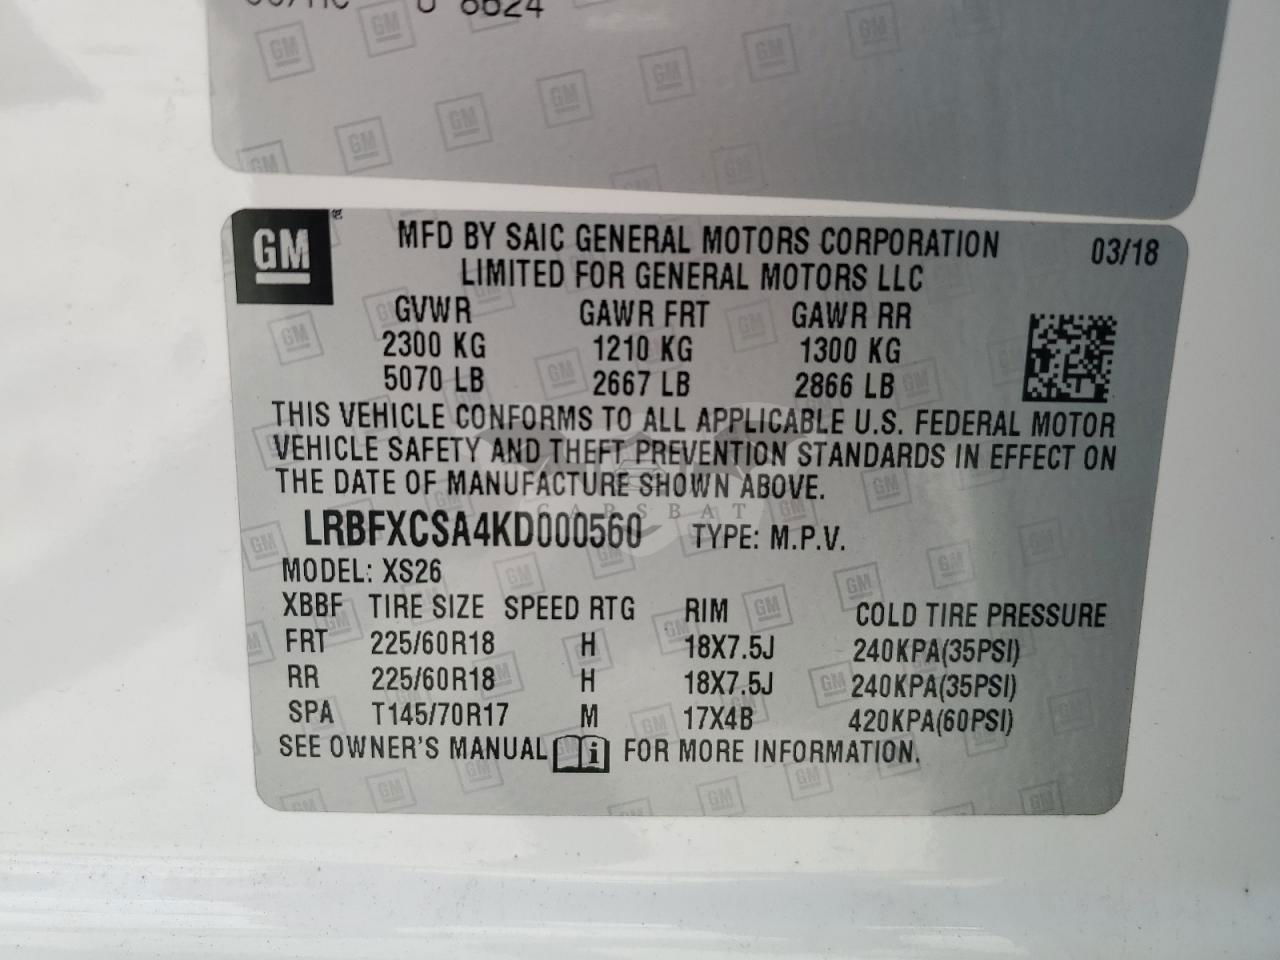 8624
GM
MFD BY SAIC GENERAL MOTORS CORPORATION 03/18
LIMITED FOR GENERAL MOTORS LLC
GVWR GAWR FRT GAWR RR
2300 KG 1210 KG 1300 KG
5070 LB 2667 LB 2866 LB
THIS VEHICLE CONFORMS TO ALL APPLICABLE U.S. FEDERAL MOTOR
VEHICLE SAFETY AND THEFT PREVENTION STANDARDS IN EFFECT ON
THE DATE OF MANUFACTURE SHOWN ABOVE.
CARSBAT
LRBFXCSA4KD000560 TYPE: M.P.V.
MODEL: XS26
XBBF TIRE SIZE SPEED RTG RIM COLD TIRE PRESSURE
FRT 225/60R18 H 18X7.5J 240KPA(35PSI)
RR 225/60R18 H 18X7.5J 240KPA(35PSI)
SPA T145/70R17 M 17X4B 420KPA(60PSI)
SEE OWNER'S MANUAL i FOR MORE INFORMATION.